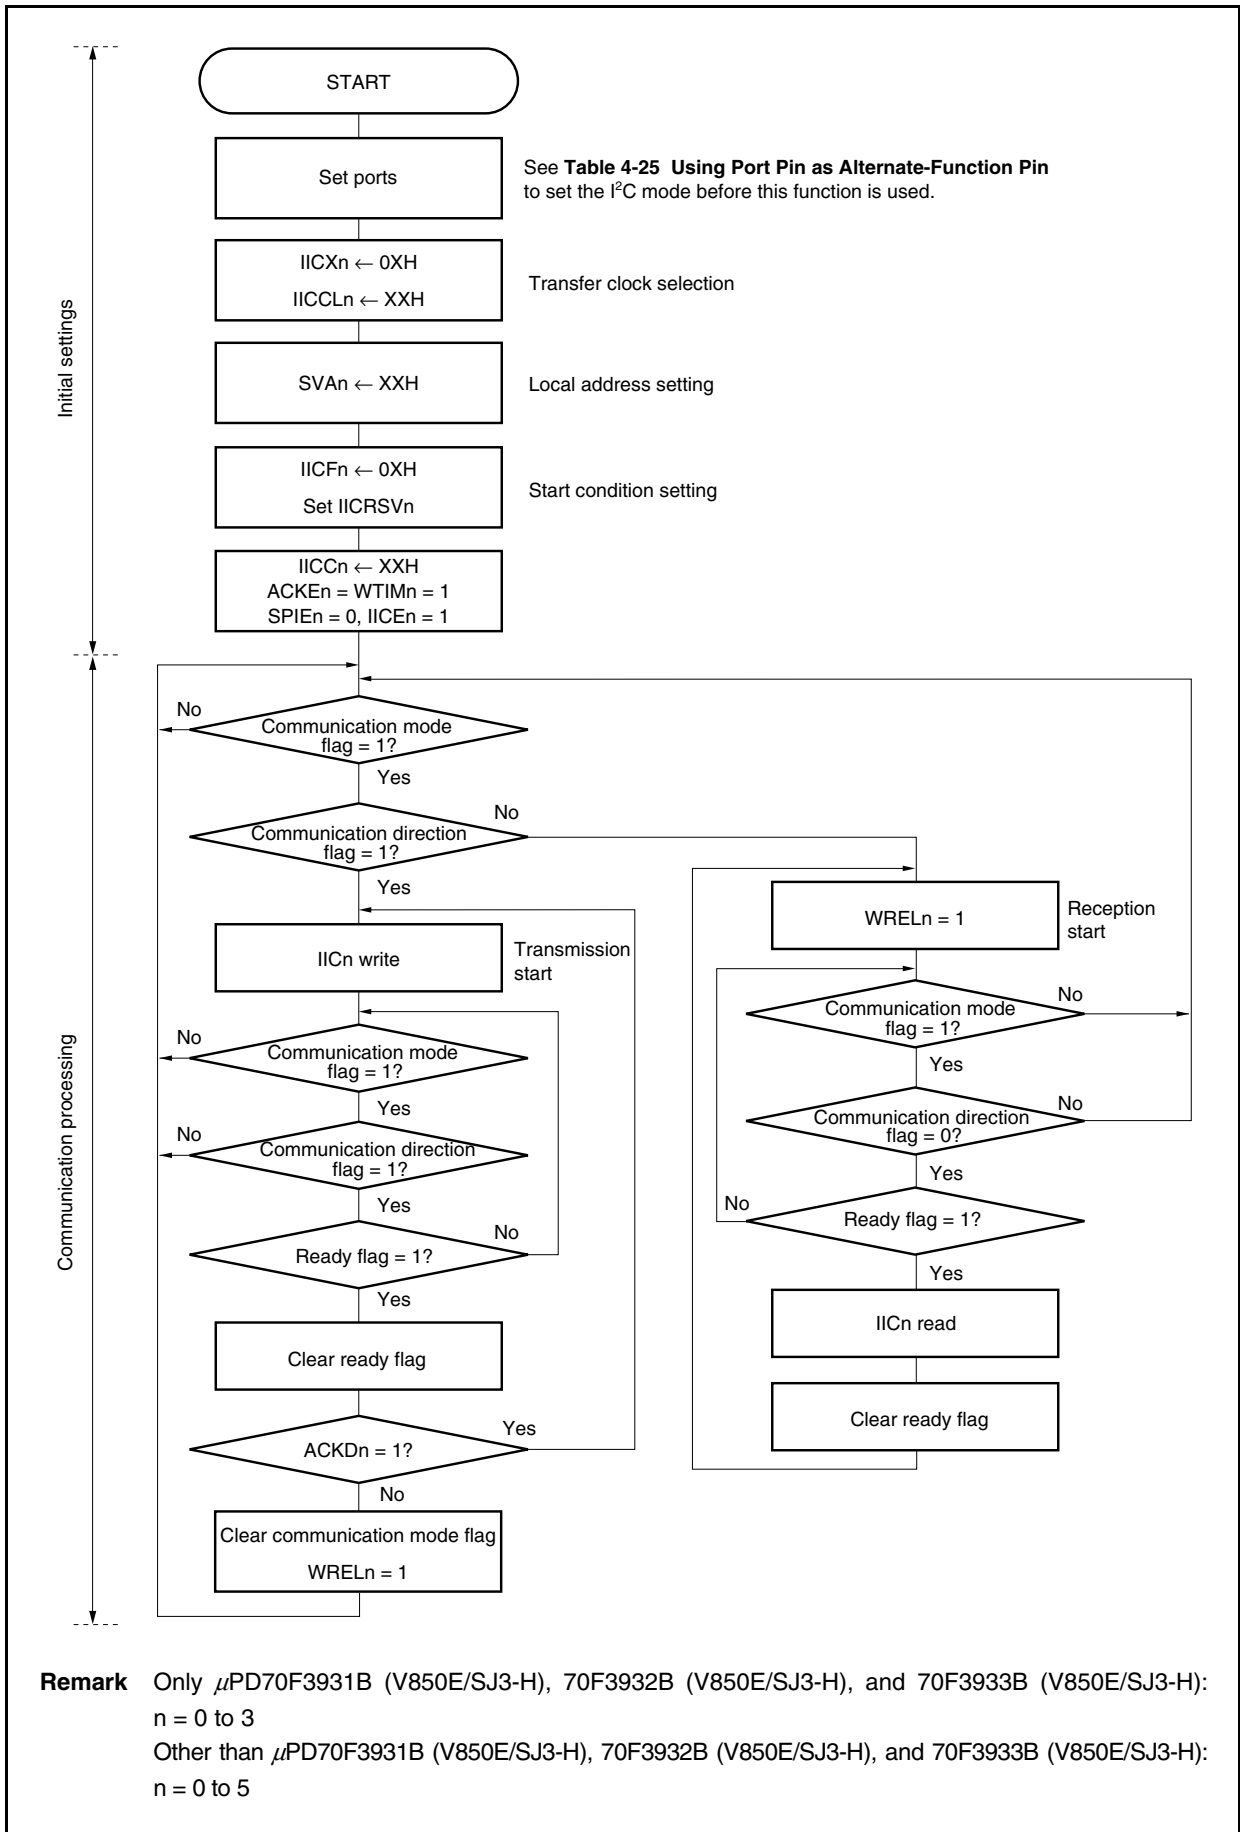 START
Set ports
See Table 4-25 Using Port Pin as Alternate-Function Pin
to set the I²C mode before this function is used.
IICXn ← 0XH
IICCLn ← XXH
Transfer clock selection
Initial settings
SVAn ← XXH
Local address setting
IICFn ← 0XH
Set IICRSVn
Start condition setting
IICCn ← XXH
ACKEn = WTIMn = 1
SPIEn = 0, IICEn = 1
No
Communication mode
flag = 1?
Yes
No
Communication direction
flag = 1?
Yes
IICn write
Transmission
start
No
Communication mode
flag = 1?
Yes
No
Communication direction
flag = 1?
Yes
No
Ready flag = 1?
Yes
Clear ready flag
Yes
ACKDn = 1?
No
Clear communication mode flag
WRELn = 1
Communication processing
WRELn = 1
Reception
start
No
Communication mode
flag = 1?
Yes
No
Communication direction
flag = 0?
Yes
No
Ready flag = 1?
Yes
IICn read
Clear ready flag
Remark Only μPD70F3931B (V850E/SJ3-H), 70F3932B (V850E/SJ3-H), and 70F3933B (V850E/SJ3-H):
n = 0 to 3
Other than μPD70F3931B (V850E/SJ3-H), 70F3932B (V850E/SJ3-H), and 70F3933B (V850E/SJ3-H):
n = 0 to 5